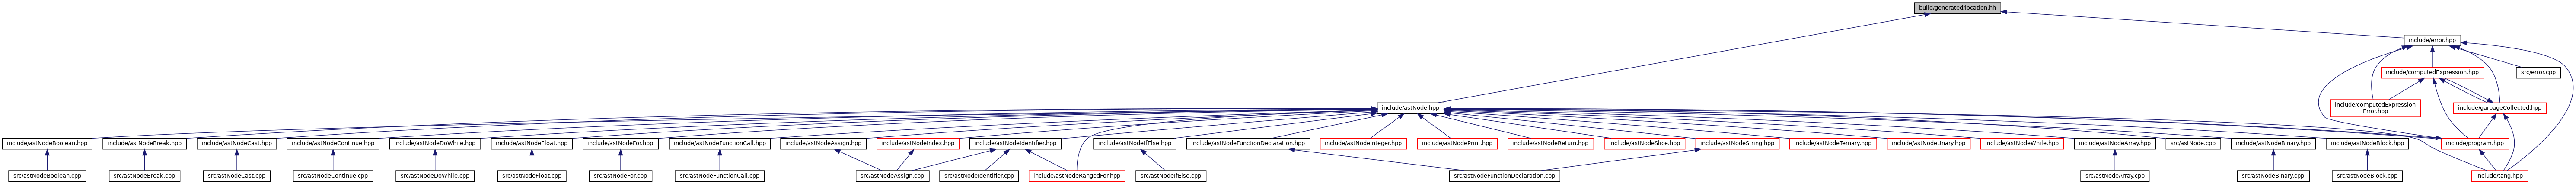 build/generated/location.hh
include/error.hpp
include/computedExpression.hpp
src/error.cpp
include/astNode.hpp
include/computedExpression
Error.hpp
include/garbageCollected.hpp
include/astNodeBoolean.hpp
include/astNodeBreak.hpp
include/astNodeCast.hpp
include/astNodeContinue.hpp
include/astNodeDoWhile.hpp
include/astNodeFloat.hpp
include/astNodeFor.hpp
include/astNodeFunctionCall.hpp
include/astNodeAssign.hpp
include/astNodeIndex.hpp
include/astNodeIdentifier.hpp
include/astNodeIfElse.hpp
include/astNodeFunctionDeclaration.hpp
include/astNodeInteger.hpp
include/astNodePrint.hpp
include/astNodeReturn.hpp
include/astNodeSlice.hpp
include/astNodeString.hpp
include/astNodeTernary.hpp
include/astNodeUnary.hpp
include/astNodeWhile.hpp
include/astNodeArray.hpp
src/astNode.cpp
include/astNodeBinary.hpp
include/astNodeBlock.hpp
include/program.hpp
src/astNodeBoolean.cpp
src/astNodeBreak.cpp
src/astNodeCast.cpp
src/astNodeContinue.cpp
src/astNodeDoWhile.cpp
src/astNodeFloat.cpp
src/astNodeFor.cpp
src/astNodeFunctionCall.cpp
src/astNodeAssign.cpp
src/astNodeIdentifier.cpp
include/astNodeRangedFor.hpp
src/astNodeIfElse.cpp
src/astNodeFunctionDeclaration.cpp
src/astNodeArray.cpp
src/astNodeBinary.cpp
src/astNodeBlock.cpp
include/tang.hpp